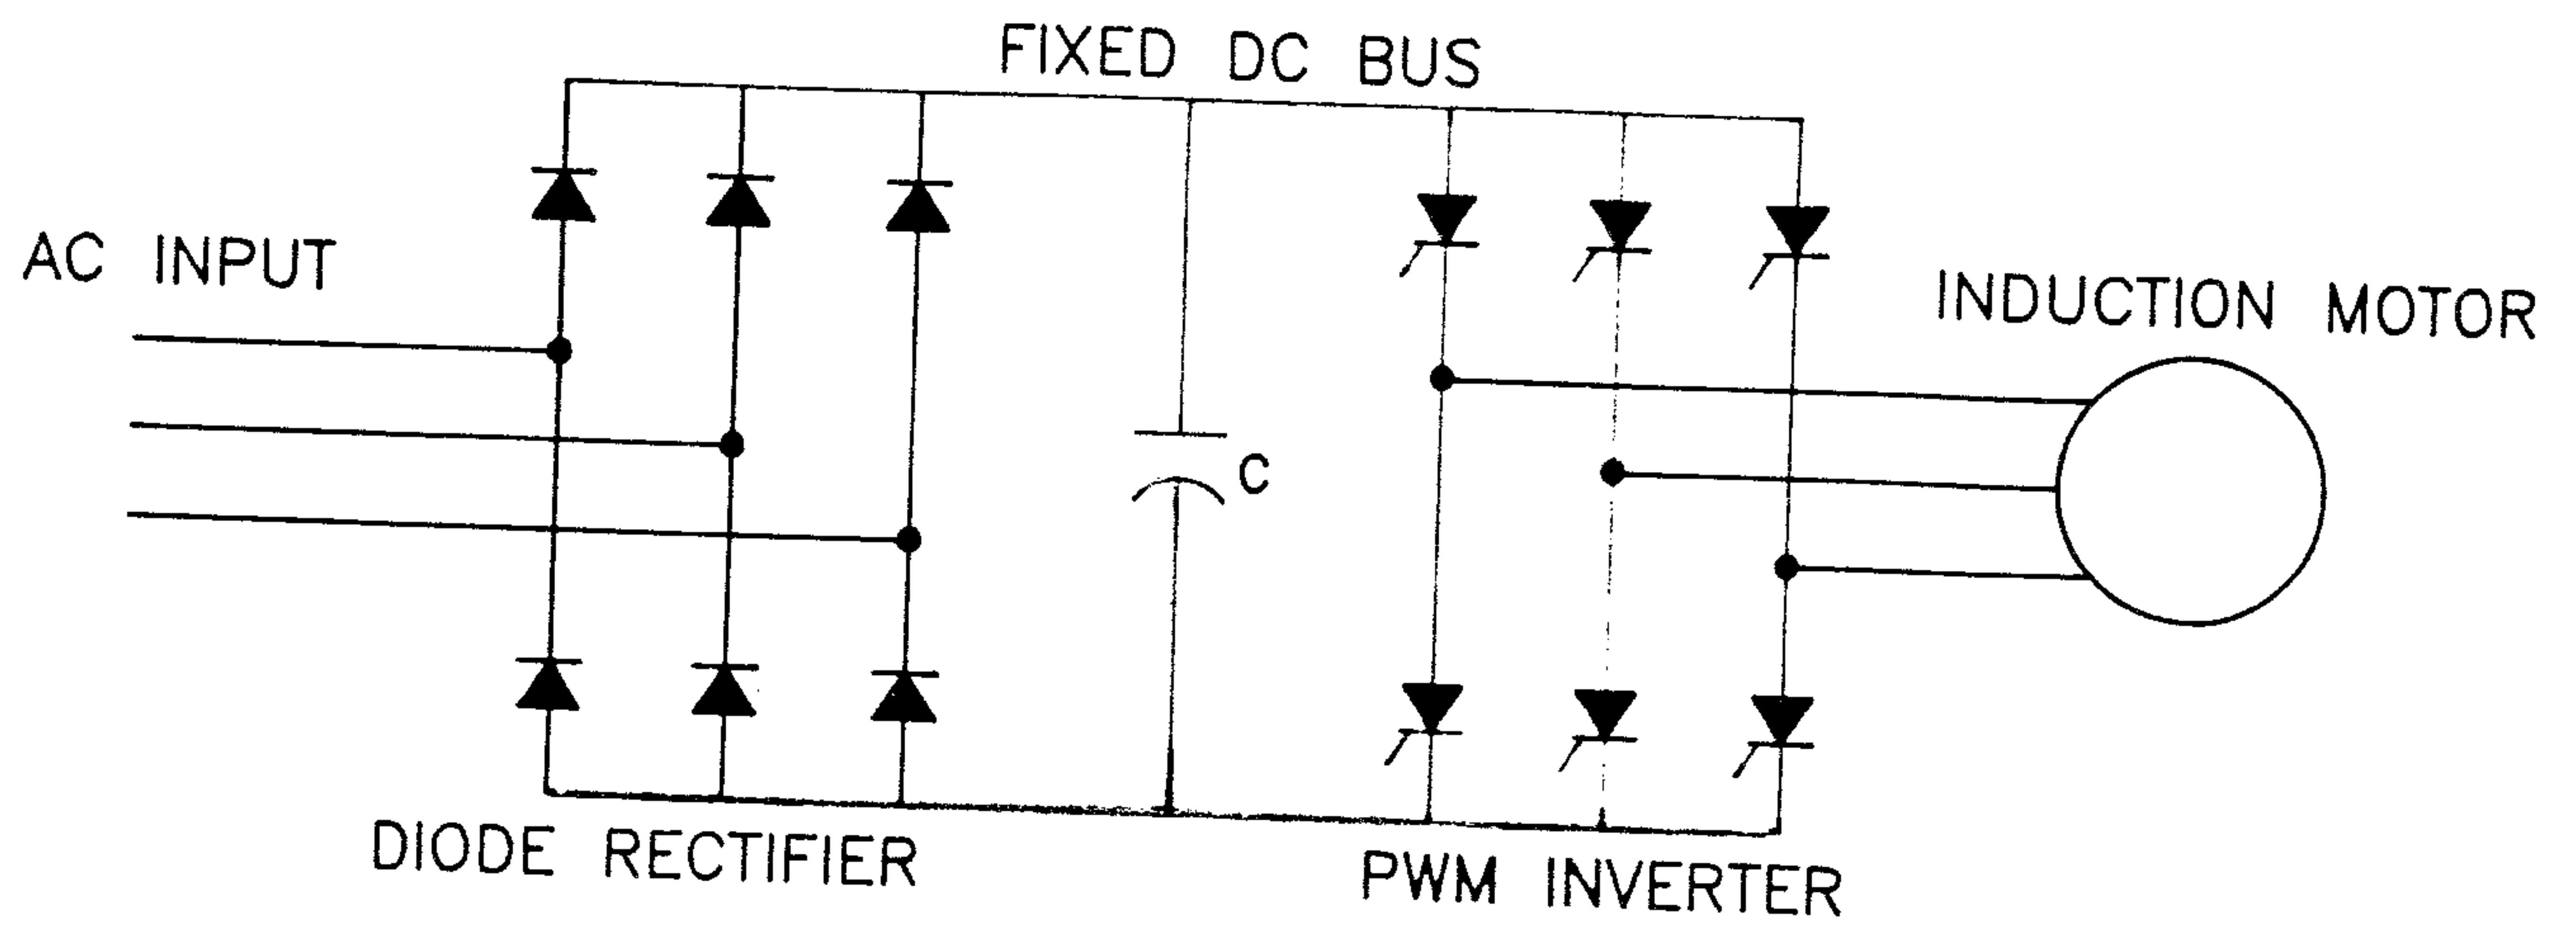 FIXED DC BUS
AC INPUT
INDUCTION MOTOR
C
DIODE RECTIFIER
PWM INVERTER